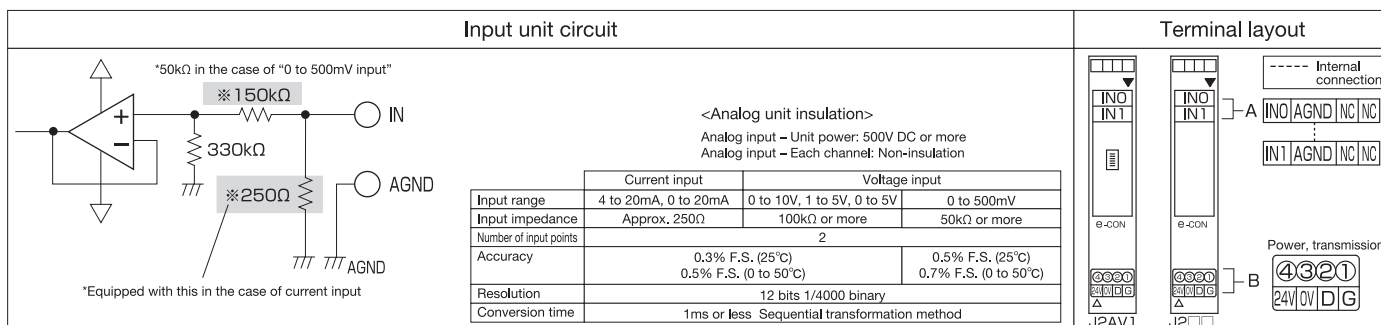 Input unit circuit
Terminal layout
*50kΩ in the case of “0 to 500mV input”
※150kΩ
IN
+
−
330kΩ
※250Ω
AGND
AGND
*Equipped with this in the case of current input
<Analog unit insulation>
Analog input – Unit power: 500V DC or more
Analog input – Each channel: Non-insulation
Current input Voltage input
Input range 4 to 20mA, 0 to 20mA 0 to 10V, 1 to 5V, 0 to 5V 0 to 500mV
Input impedance Approx. 250Ω 100kΩ or more 50kΩ or more
Number of input points 2
Accuracy 0.3% F.S. (25°C) 0.5% F.S. (25°C)
0.5% F.S. (0 to 50°C) 0.7% F.S. (0 to 50°C)
Resolution 12 bits 1/4000 binary
Conversion time 1ms or less Sequential transformation method
IN0
IN1
e-CON
④③②①
24V 0V D G
J2AV1
IN0
IN1
e-CON
④③②①
24V 0V D G
J2□□
A
B
Internal
connection
IN0 AGND NC NC
IN1 AGND NC NC
Power, transmission
④③②①
24V 0V D G